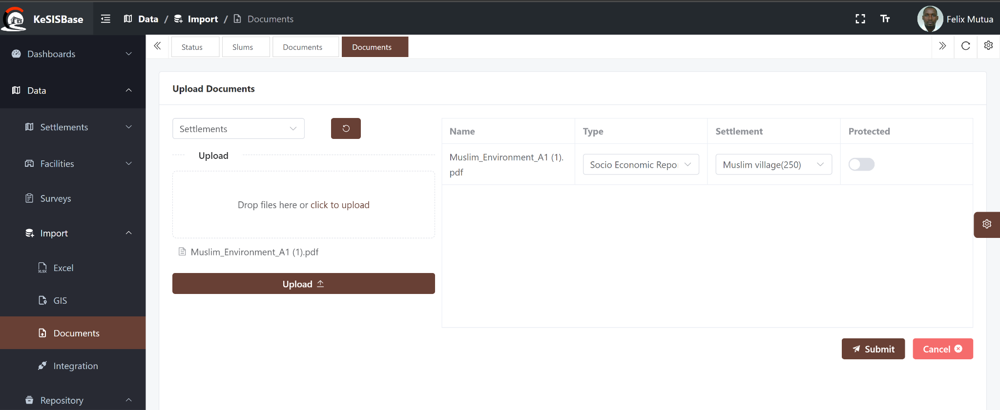 KeSISBase
Data / Import / Documents
Felix Mutua
Dashboards
Data
Settlements
Facilities
Surveys
Import
XLSX Excel
GIS
Documents
Integration
Repository
Status Slums Documents Documents
Upload Documents
Settlements
Upload
Drop files here or click to upload
Muslim_Environment_A1 (1).pdf
Upload
Name Type Settlement Protected
Muslim_Environment_A1 (1).
pdf
Socio Economic Repo
Muslim village(250)
Submit Cancel